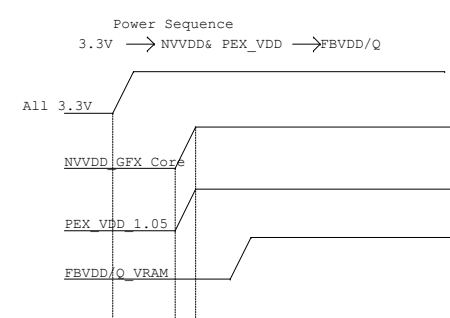 Power Sequence
3.3V NVVDD& PEX_VDD FBVDD/Q
All 3.3V
NVVDD_GFX Core
PEX_VDD_1.05
FBVDD/Q_VRAM